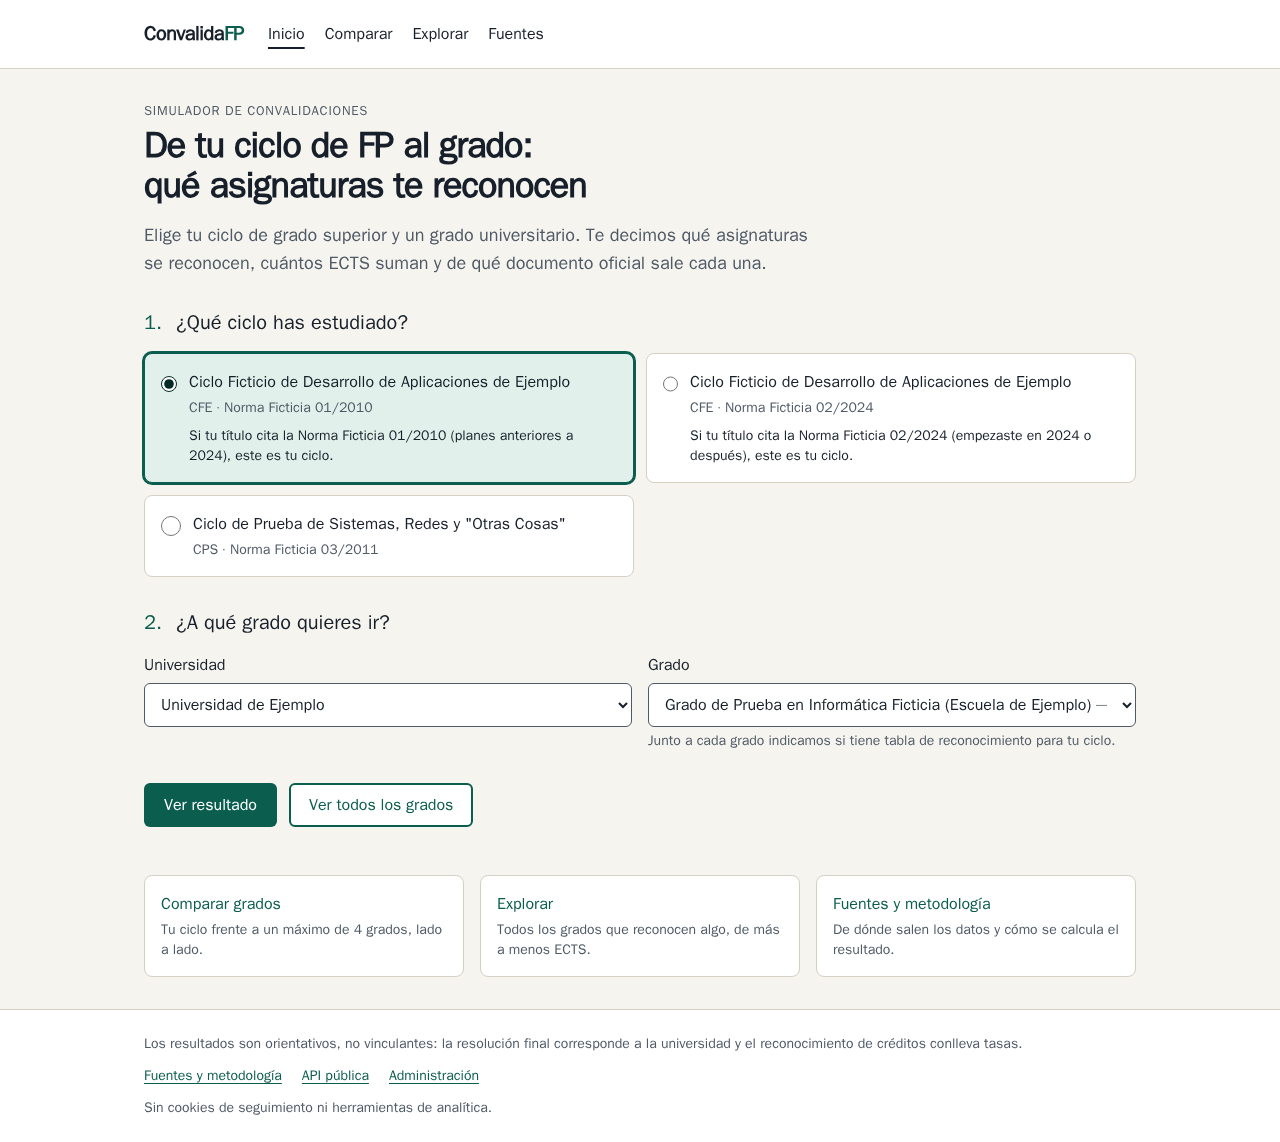 ConvalidaFP Inicio Comparar Explorar Fuentes
SIMULADOR DE CONVALIDACIONES
De tu ciclo de FP al grado:
qué asignaturas te reconocen
Elige tu ciclo de grado superior y un grado universitario. Te decimos qué asignaturas
se reconocen, cuántos ECTS suman y de qué documento oficial sale cada una.
1. ¿Qué ciclo has estudiado?
Ciclo Ficticio de Desarrollo de Aplicaciones de Ejemplo
CFE · Norma Ficticia 01/2010
Si tu título cita la Norma Ficticia 01/2010 (planes anteriores a
2024), este es tu ciclo.
Ciclo Ficticio de Desarrollo de Aplicaciones de Ejemplo
CFE · Norma Ficticia 02/2024
Si tu título cita la Norma Ficticia 02/2024 (empezaste en 2024 o
después), este es tu ciclo.
Ciclo de Prueba de Sistemas, Redes y "Otras Cosas"
CPS · Norma Ficticia 03/2011
2. ¿A qué grado quieres ir?
Universidad
Universidad de Ejemplo
Grado
Grado de Prueba en Informática Ficticia (Escuela de Ejemplo) —
Junto a cada grado indicamos si tiene tabla de reconocimiento para tu ciclo.
Ver resultado
Ver todos los grados
Comparar grados
Tu ciclo frente a un máximo de 4 grados, lado
a lado.
Explorar
Todos los grados que reconocen algo, de más
a menos ECTS.
Fuentes y metodología
De dónde salen los datos y cómo se calcula el
resultado.
Los resultados son orientativos, no vinculantes: la resolución final corresponde a la universidad y el reconocimiento de créditos conlleva tasas.
Fuentes y metodología API pública Administración
Sin cookies de seguimiento ni herramientas de analítica.